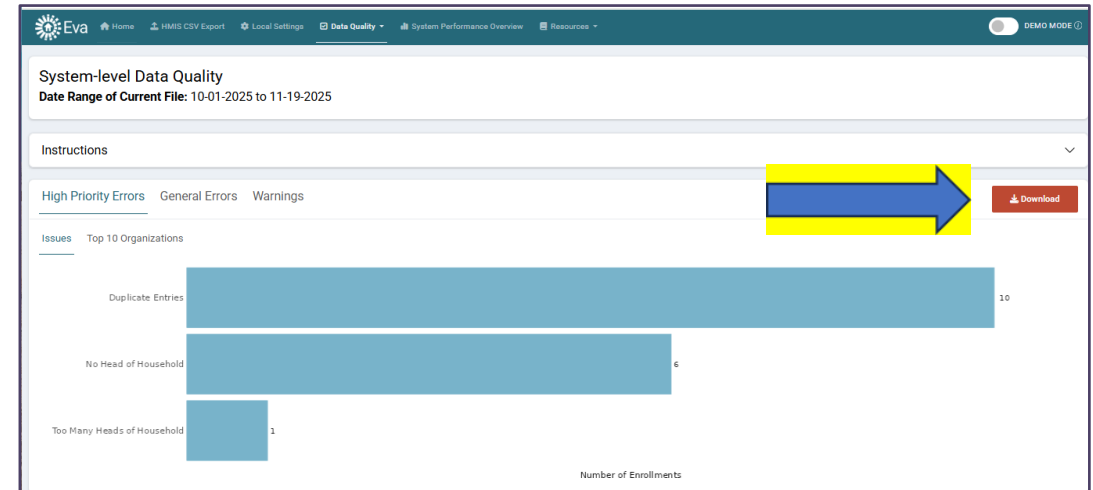 Eva Home HMIS CSV Export Local Settings Data Quality System Performance Overview Resources DEMO MODE
System-level Data Quality
Date Range of Current File: 10-01-2025 to 11-19-2025
Instructions
High Priority Errors General Errors Warnings Download
Issues Top 10 Organizations
Duplicate Entries 10
No Head of Household 6
Too Many Heads of Household 1
Number of Enrollments